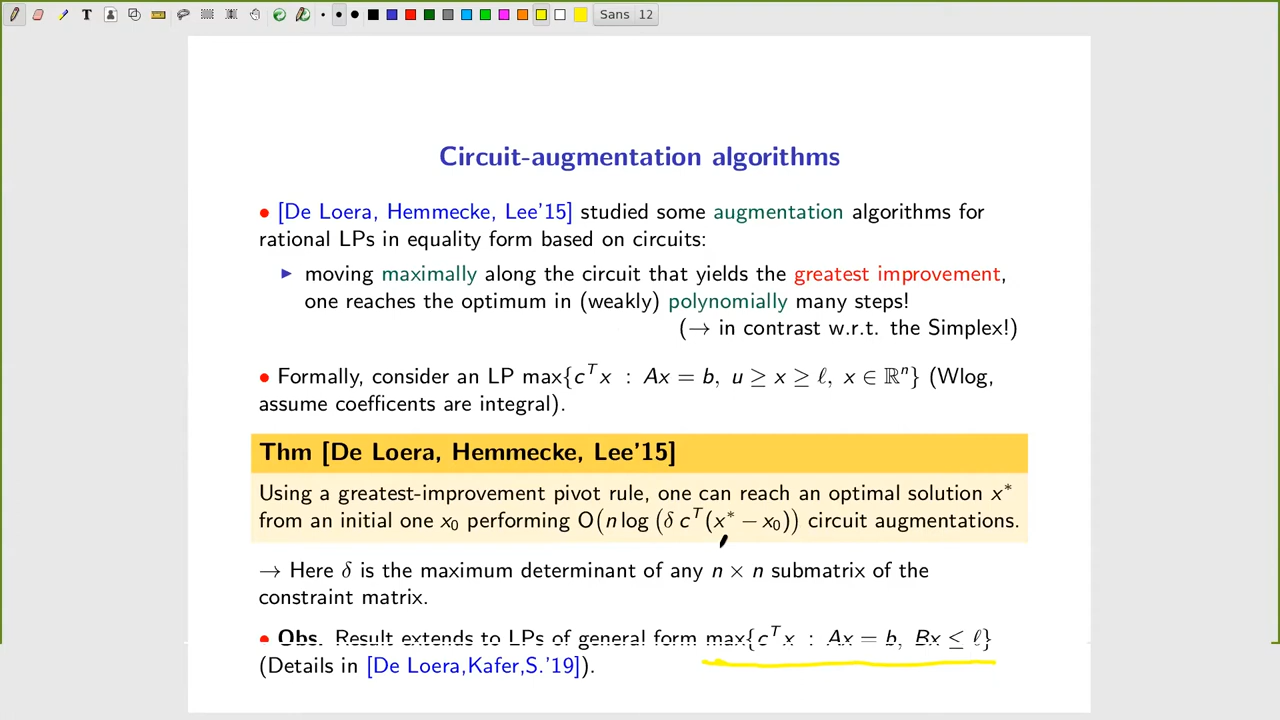 Sans 12
Circuit-augmentation algorithms
• [De Loera, Hemmecke, Lee'15] studied some augmentation algorithms for
rational LPs in equality form based on circuits:
▶ moving maximally along the circuit that yields the greatest improvement,
one reaches the optimum in (weakly) polynomially many steps!
(→ in contrast w.r.t. the Simplex!)
• Formally, consider an LP max{cᵀx : Ax = b, u ≥ x ≥ ℓ, x ∈ ℝⁿ} (Wlog,
assume coefficents are integral).
Thm [De Loera, Hemmecke, Lee'15]
Using a greatest-improvement pivot rule, one can reach an optimal solution x*
from an initial one x₀ performing O(n log (δ cᵀ(x* − x₀)) circuit augmentations.
→ Here δ is the maximum determinant of any n × n submatrix of the
constraint matrix.
• Obs. Result extends to LPs of general form max{cᵀx : Ax = b, Bx ≤ ℓ}
(Details in [De Loera,Kafer,S.'19]).